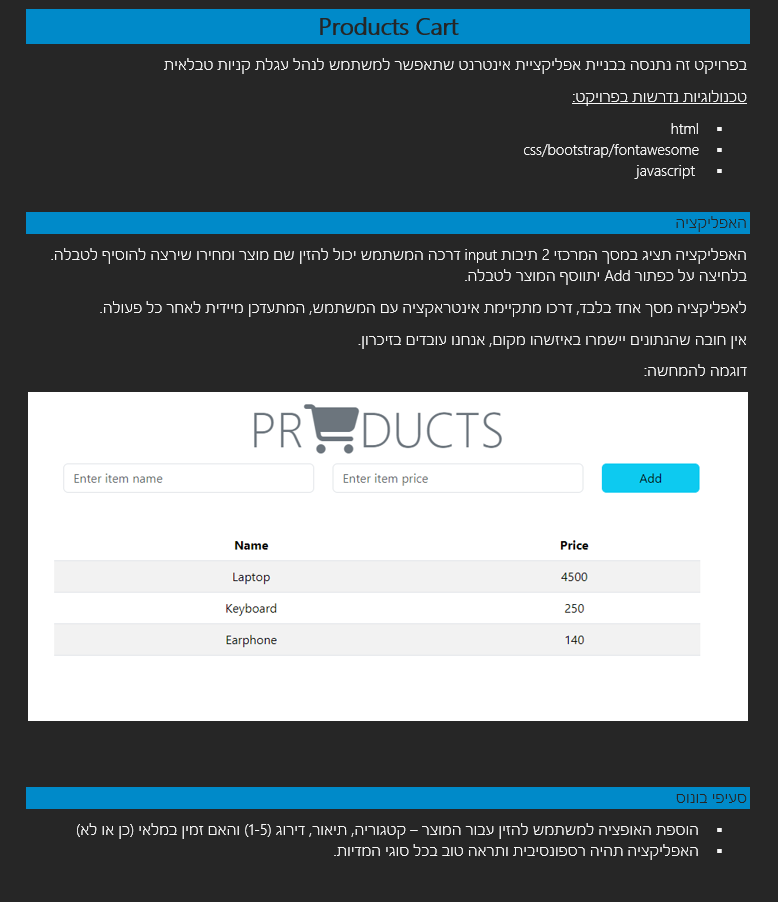 Products Cart
בפרויקט זה נתנסה בבניית אפליקציית אינטרנט שתאפשר למשתמש לנהל עגלת קניות טבלאית
טכנולוגיות נדרשות בפרויקט:
▪ html
▪ css/bootstrap/fontawesome
▪ javascript
האפליקציה
האפליקציה תציג במסך המרכזי 2 תיבות input דרכה המשתמש יכול להזין שם מוצר ומחירו שירצה להוסיף לטבלה.
בלחיצה על כפתור Add יתווסף המוצר לטבלה.
לאפליקציה מסך אחד בלבד, דרכו מתקיימת אינטראקציה עם המשתמש, המתעדכן מיידית לאחר כל פעולה.
אין חובה שהנתונים יישמרו באיזשהו מקום, אנחנו עובדים בזיכרון.
דוגמה להמחשה:
PR DUCTS
Enter item name Enter item price Add
Name Price
Laptop 4500
Keyboard 250
Earphone 140
סעיפי בונוס
▪ הוספת האופציה למשתמש להזין עבור המוצר – קטגוריה, תיאור, דירוג (1-5) והאם זמין במלאי (כן או לא)
▪ האפליקציה תהיה רספונסיבית ותראה טוב בכל סוגי המדיות.